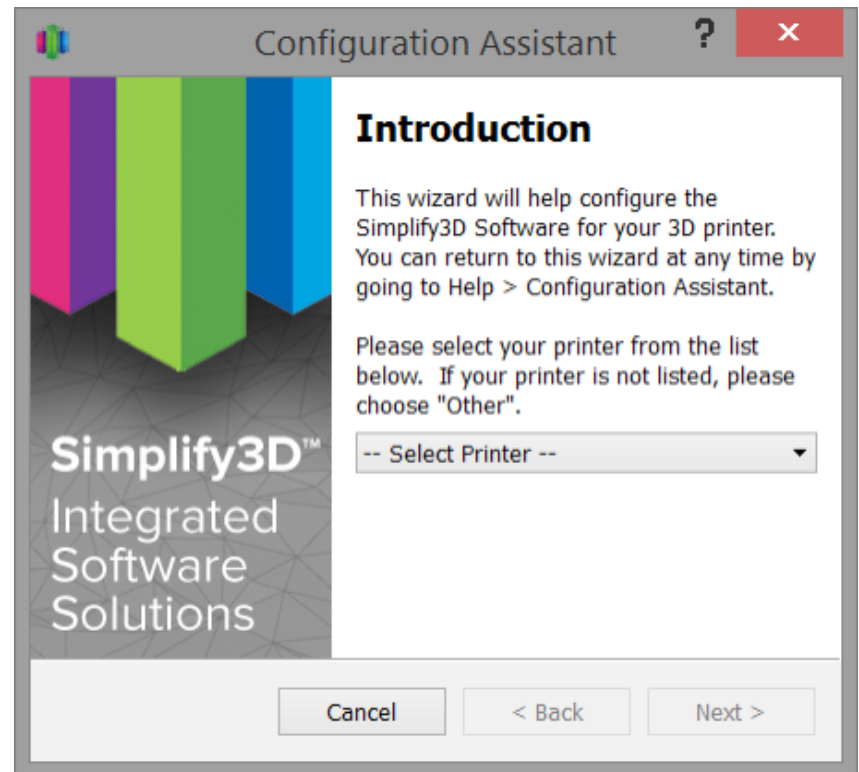 Configuration Assistant ? ×
Introduction
This wizard will help configure the
Simplify3D Software for your 3D printer.
You can return to this wizard at any time by
going to Help > Configuration Assistant.
Please select your printer from the list
below.  If your printer is not listed, please
choose "Other".
-- Select Printer --
Simplify3D™
Integrated
Software
Solutions
Cancel
< Back
Next >